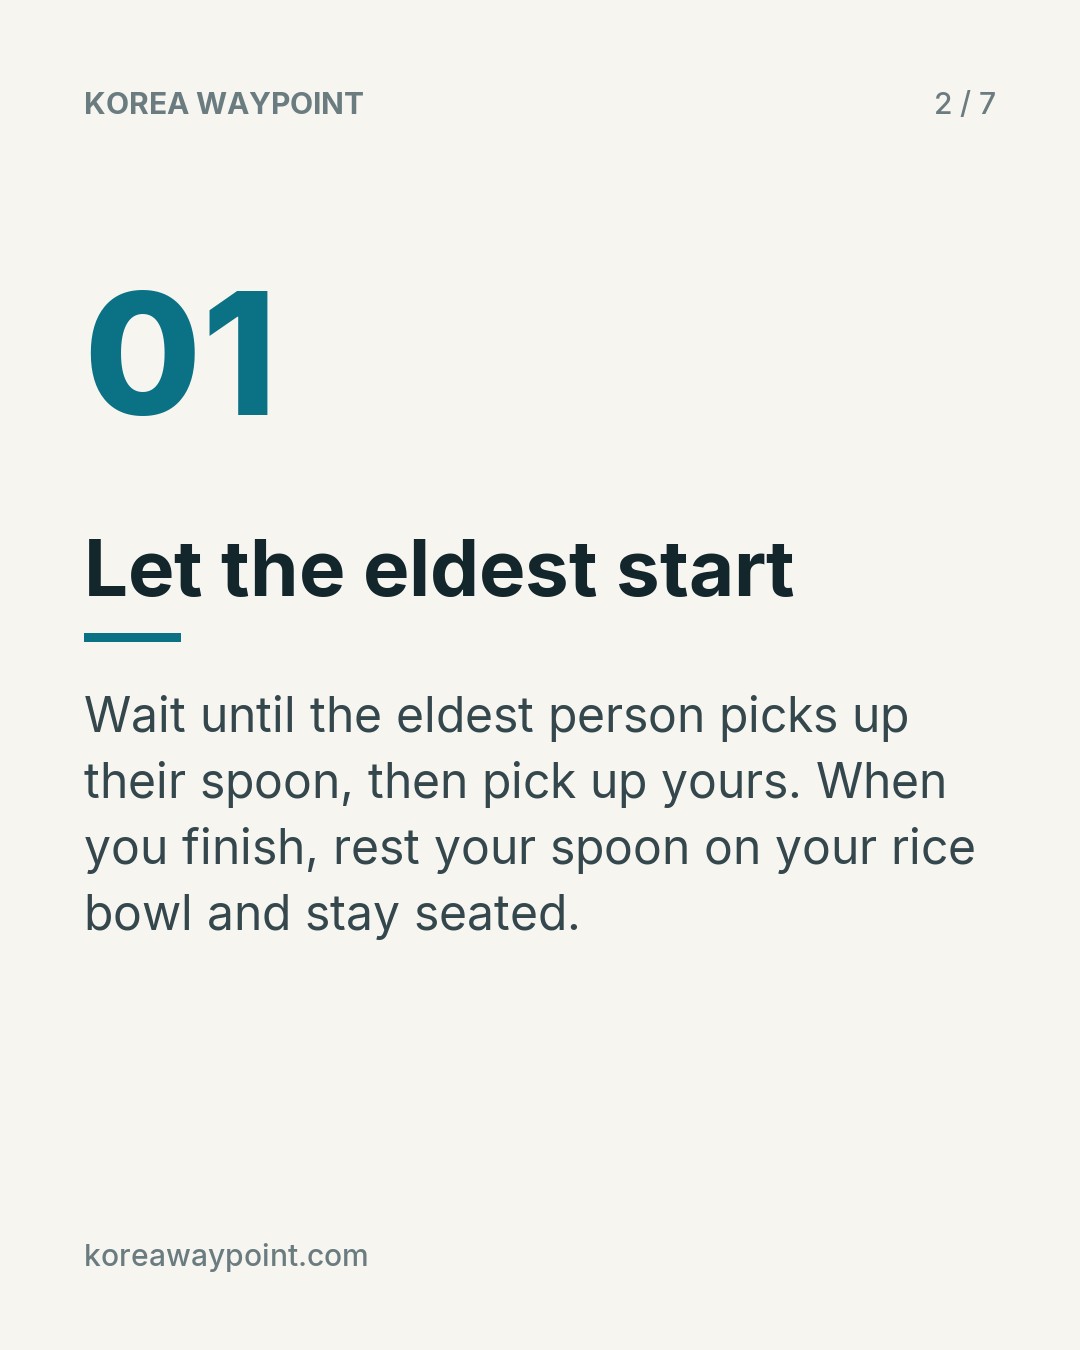 KOREA WAYPOINT
2 / 7
01
Let the eldest start
Wait until the eldest person picks up
their spoon, then pick up yours. When
you finish, rest your spoon on your rice
bowl and stay seated.
koreawaypoint.com